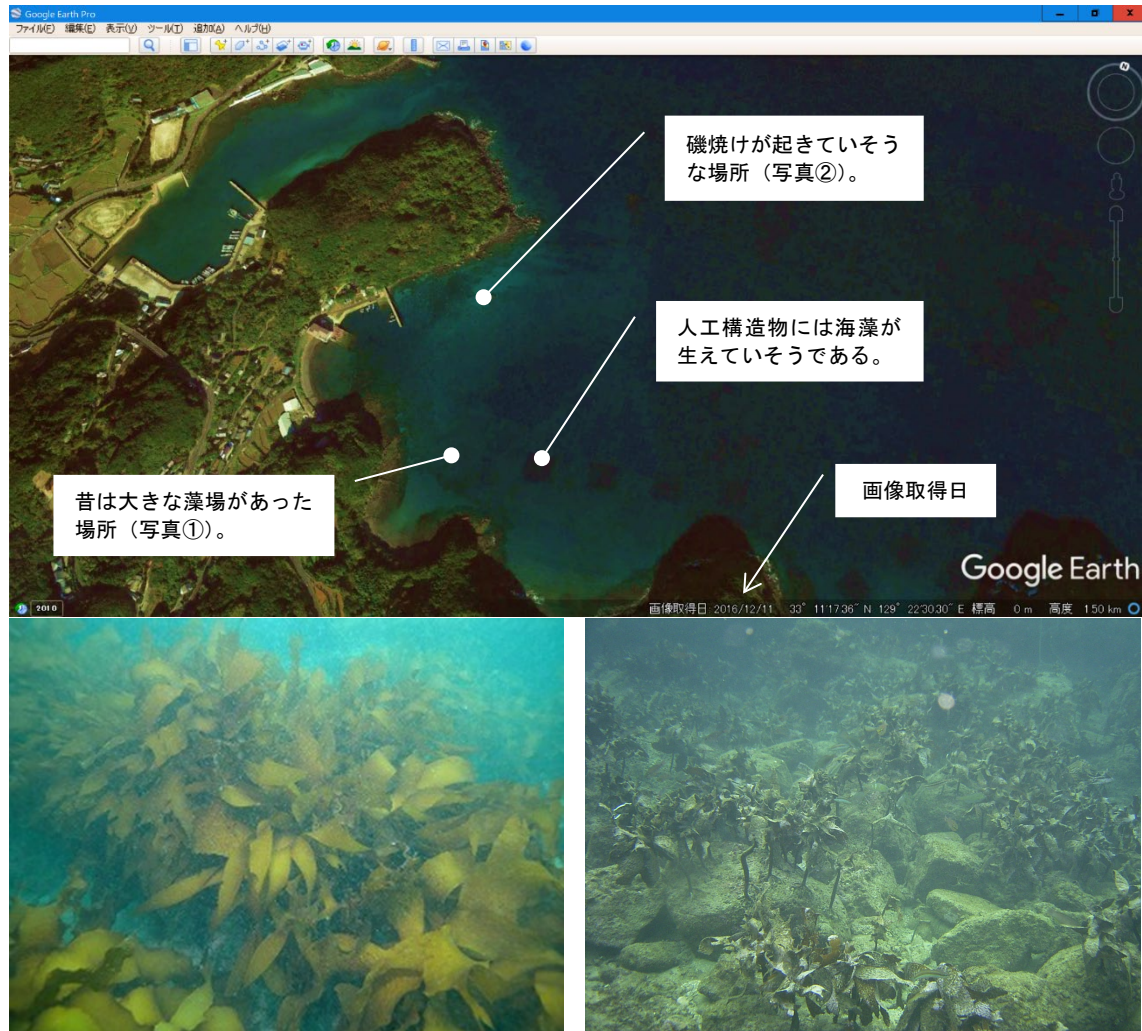 Google Earth Pro
ファイル(F) 編集(E) 表示(V) ツール(T) 追加(A) ヘルプ(H)
磯焼けが起きていそう
な場所（写真②）。
人工構造物には海藻が
生えていそうである。
昔は大きな藻場があった
場所（写真①）。
画像取得日
Google Earth
2010
画像取得日 2016/12/11 33° 11'17.36" N 129° 22'30.30" E 標高 0 m 高度 1.50 km
N